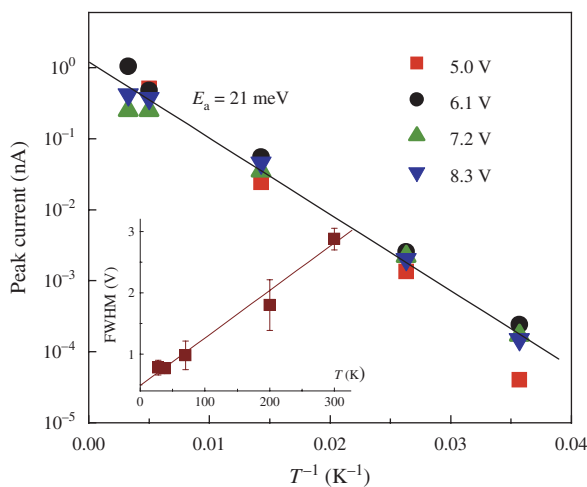 10⁰
10⁻¹
10⁻²
10⁻³
10⁻⁴
10⁻⁵
Peak current (nA)
Eₐ = 21 meV
5.0 V
6.1 V
7.2 V
8.3 V
3
2
1
FWHM (V)
0 100 200 300
T (K)
0.00 0.01 0.02 0.03 0.04
T⁻¹ (K⁻¹)